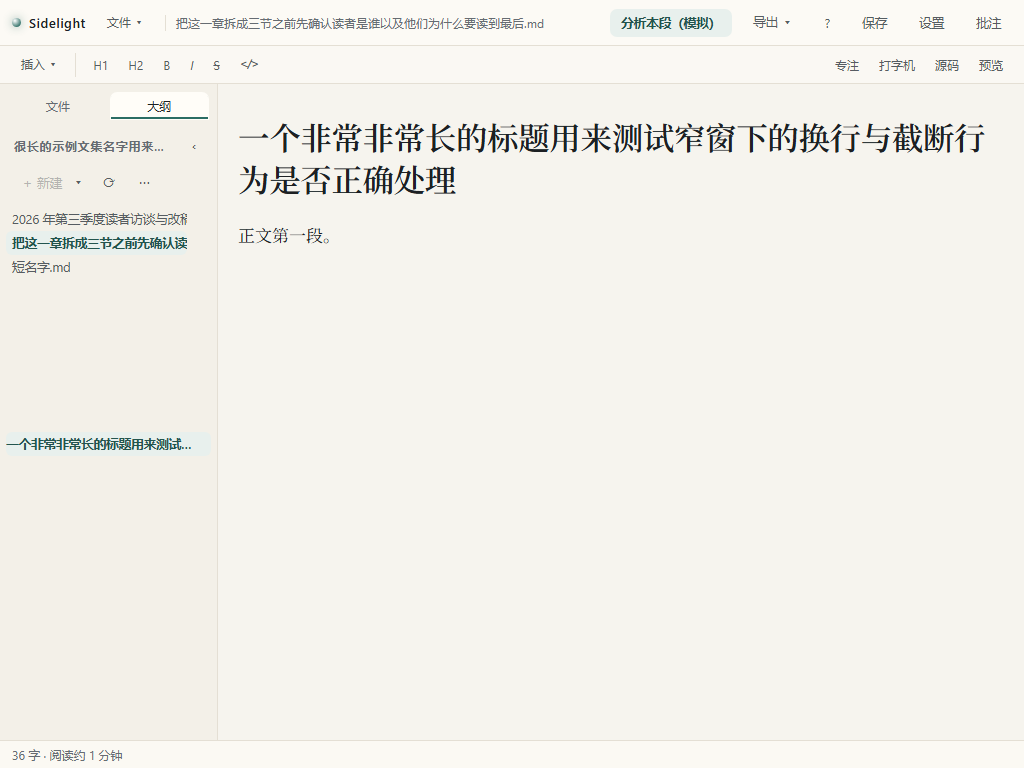 Sidelight 文件 把这一章拆成三节之前先确认读者是谁以及他们为什么要读到最后.md 分析本段（模拟） 导出 ? 保存 设置 批注
插入 H1 H2 B I S </> 专注 打字机 源码 预览
文件 大纲
很长的示例文集名字用来... ‹
+ 新建 ...
2026 年第三季度读者访谈与改
把这一章拆成三节之前先确认读
短名字.md
一个非常非常长的标题用来测试...
一个非常非常长的标题用来测试窄窗下的换行与截断行
为是否正确处理
正文第一段。
36 字 · 阅读约 1 分钟